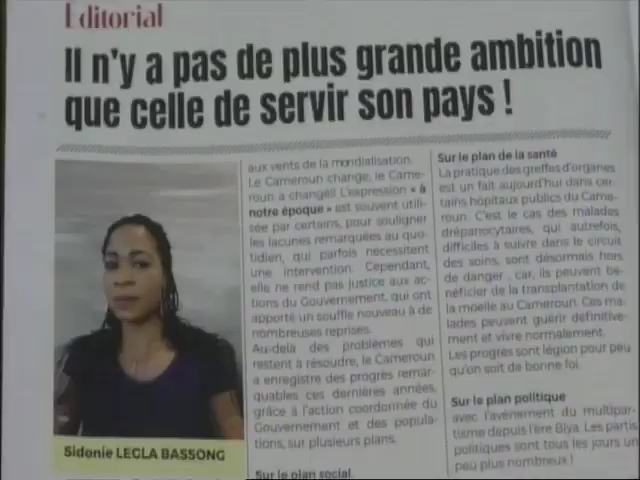 Editorial
Il n'y a pas de plus grande ambition
que celle de servir son pays !
Sidonie LEGLA BASSONG
aux vents de la mondialisation.
Le Cameroun change, le Came-
roun a changé!! L'expression « à
notre époque » est souvent utili-
sée par certains, pour souligner
les lacunes remarquées au quo-
tidien, qui parfois nécessitent
une intervention. Cependant,
elle ne rend pas justice aux ac-
tions du Gouvernement, qui ont
apporté un souffle nouveau à de
nombreuses reprises.
Au-delà des problèmes qui
restent à résoudre, le Cameroun
a enregistré des progrès remar-
quables ces dernières années,
grâce à l'action coordonnée du
Gouvernement et des popula-
tions, sur plusieurs plans.
Sur le plan social,
Sur le plan de la santé
La pratique des greffes d'organes
est un fait aujourd'hui dans cer-
tains hôpitaux publics du Came-
roun. C'est le cas des malades
drépanocytaires, qui autrefois,
difficiles à suivre dans le circuit
des soins, sont désormais hors
de danger , car, ils peuvent bé-
néficier de la transplantation de
la moelle au Cameroun. Ces ma-
lades peuvent guérir définitive-
ment et vivre normalement.
Les progrès sont légion pour peu
qu'on soit de bonne foi.
Sur le plan politique
avec l'avènement du multipar-
tisme depuis l'ère Biya. Les partis
politiques sont tous les jours un
peu plus nombreux !